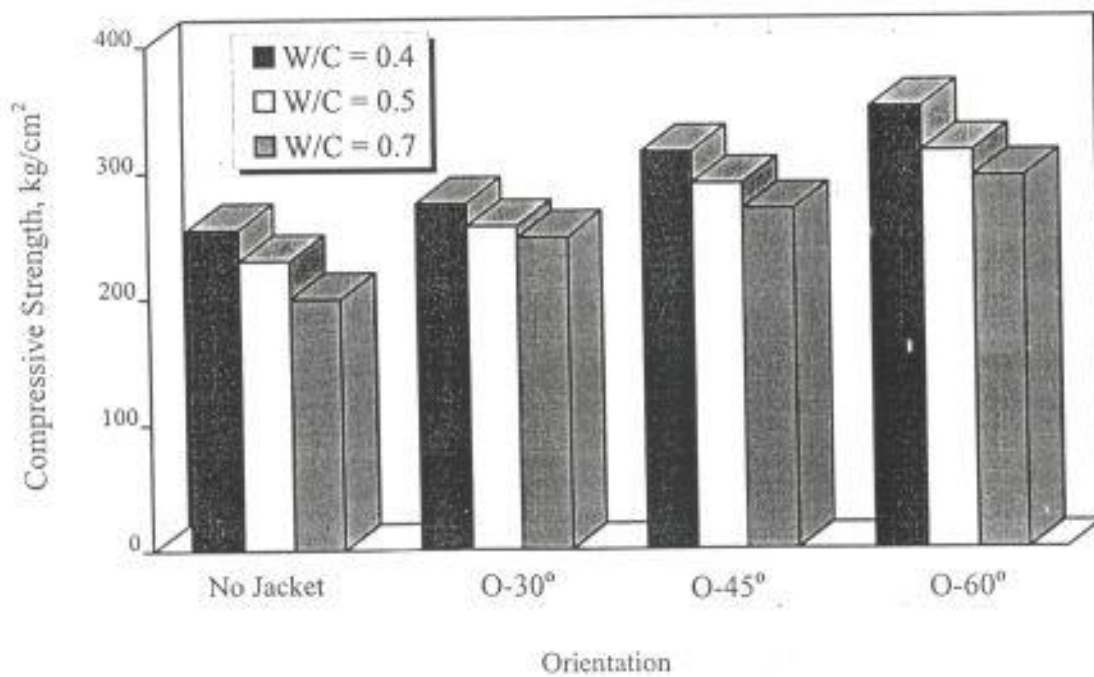 Compressive Strength, kg/cm²
400
300
200
100
0
W/C = 0.4
W/C = 0.5
W/C = 0.7
No Jacket
O-30°
O-45°
O-60°
Orientation